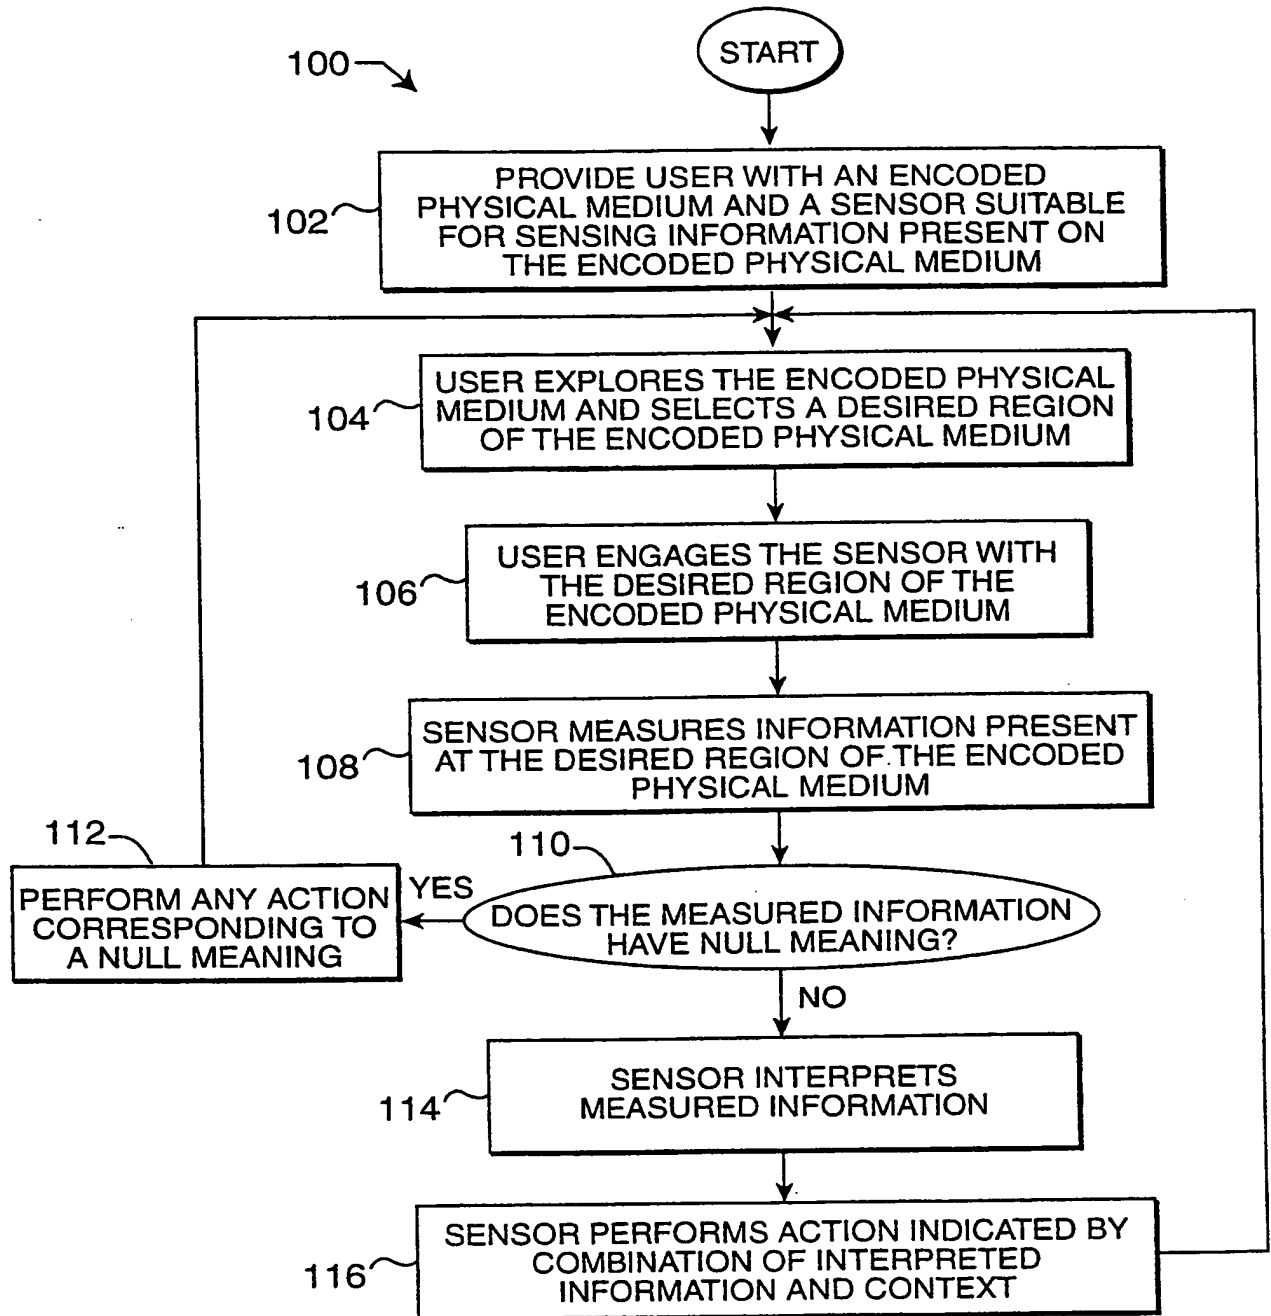 START
100
PROVIDE USER WITH AN ENCODED
PHYSICAL MEDIUM AND A SENSOR SUITABLE
FOR SENSING INFORMATION PRESENT ON
THE ENCODED PHYSICAL MEDIUM
102
USER EXPLORES THE ENCODED PHYSICAL
MEDIUM AND SELECTS A DESIRED REGION
OF THE ENCODED PHYSICAL MEDIUM
104
USER ENGAGES THE SENSOR WITH
THE DESIRED REGION OF THE
ENCODED PHYSICAL MEDIUM
106
SENSOR MEASURES INFORMATION PRESENT
AT THE DESIRED REGION OF THE ENCODED
PHYSICAL MEDIUM
108
112
110
PERFORM ANY ACTION
CORRESPONDING TO
A NULL MEANING
YES
DOES THE MEASURED INFORMATION
HAVE NULL MEANING?
NO
SENSOR INTERPRETS
MEASURED INFORMATION
114
SENSOR PERFORMS ACTION INDICATED BY
COMBINATION OF INTERPRETED
INFORMATION AND CONTEXT
116